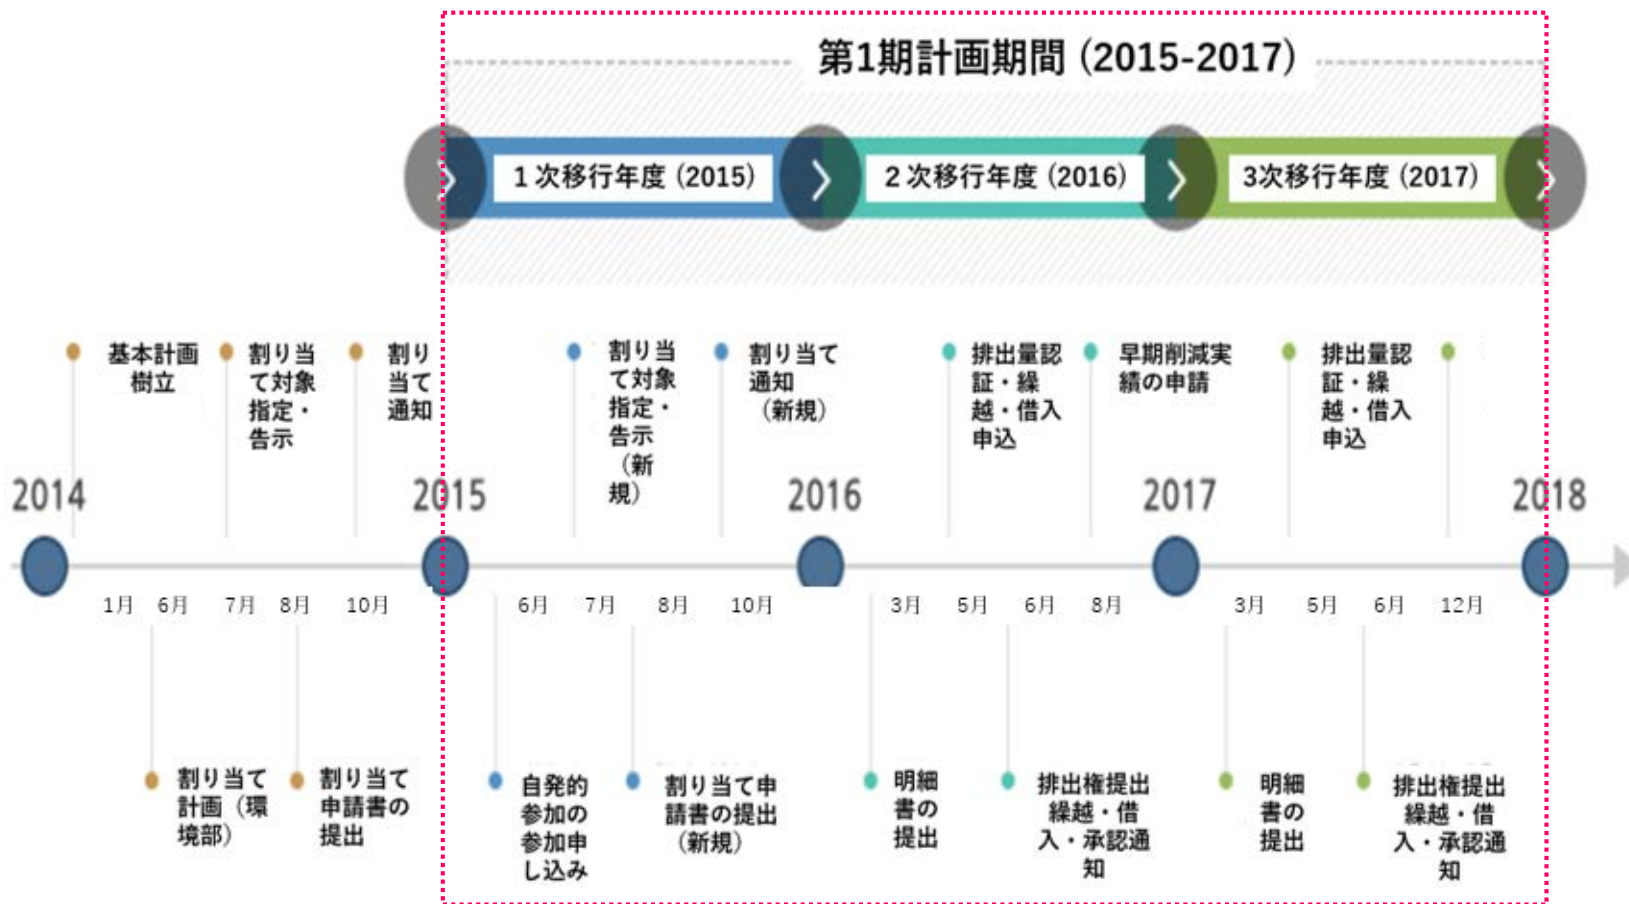 第1期計画期間 (2015-2017)
1 次移行年度 (2015)
2 次移行年度 (2016)
3次移行年度 (2017)
基本計画
樹立
割り当
て対象
指定・
告示
割り
当て
通知
割り当
て対象
指定・
告示
（新
規）
割り当て
通知
（新規）
排出量認
証・繰
越・借入
申込
早期削減実
績の申請
排出量認
証・繰
越・借入
申込
2014
2015
2016
2017
2018
1月
6月
7月
8月
10月
6月
7月
8月
10月
3月
5月
6月
8月
3月
5月
6月
12月
割り当て
計画（環
境部）
割り当て
申請書の
提出
自発的
参加の
参加申
し込み
割り当て申
請書の提出
（新規）
明細
書の
提出
排出権提出
繰越・借
入・承認通
知
明細
書の
提出
排出権提出
繰越・借
入・承認通
知